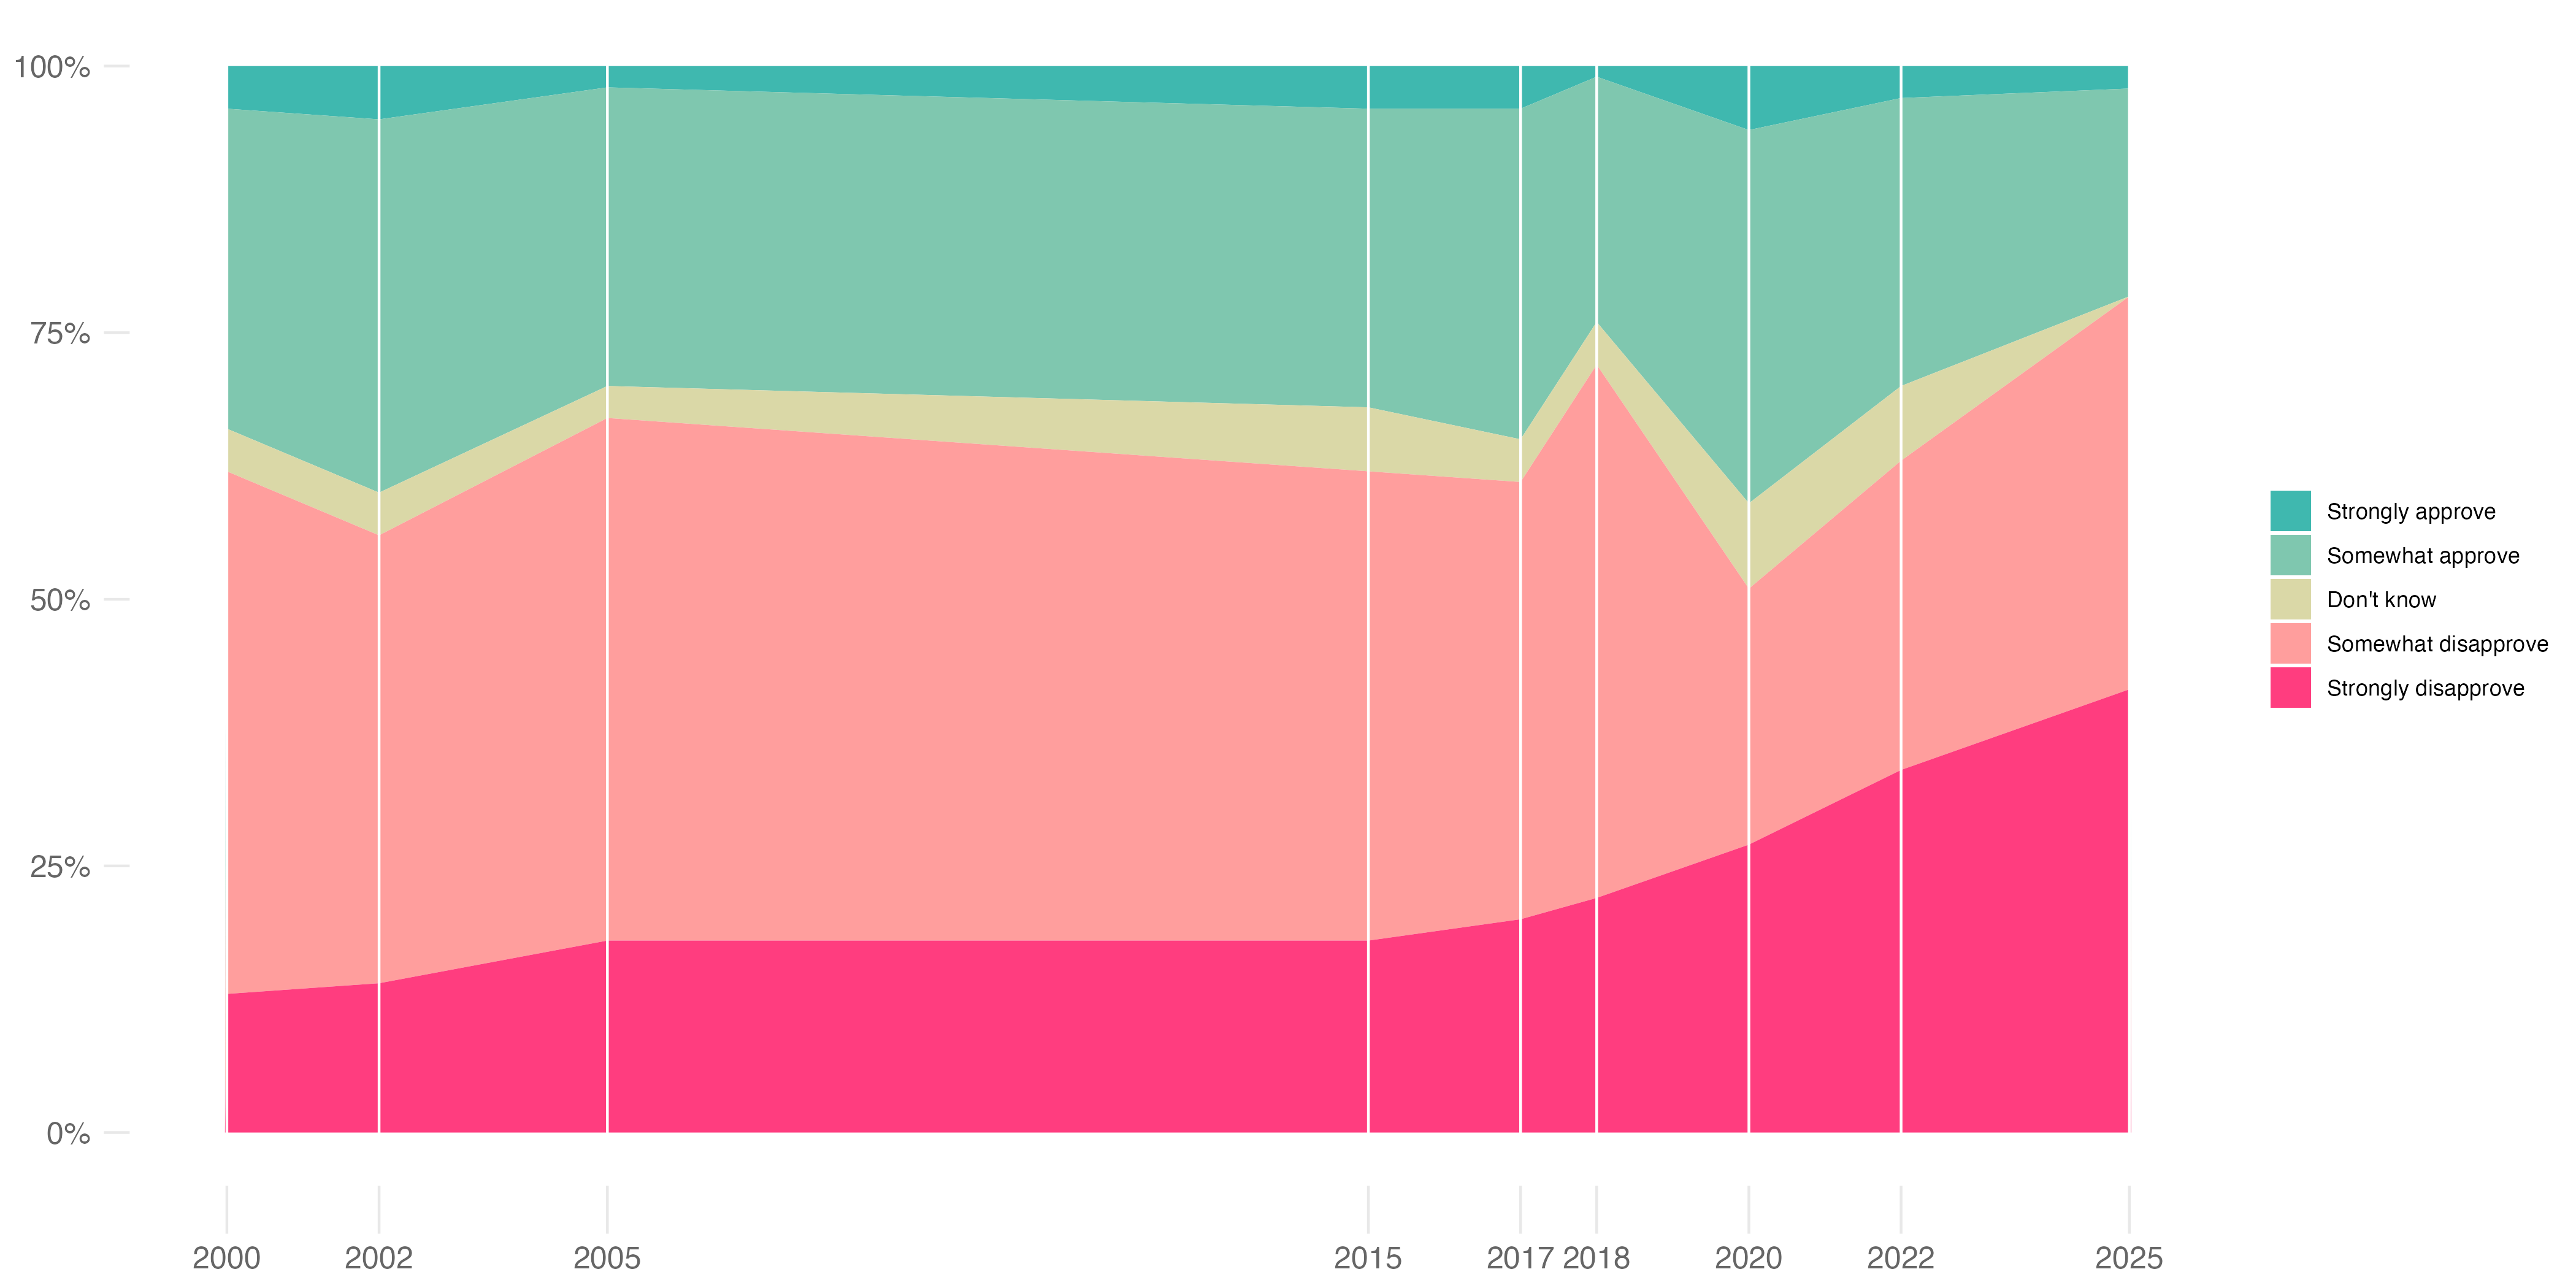 100%
75%
50%
25%
0%
2000 2002 2005 2015 2017 2018 2020 2022 2025
Strongly approve
Somewhat approve
Don't know
Somewhat disapprove
Strongly disapprove